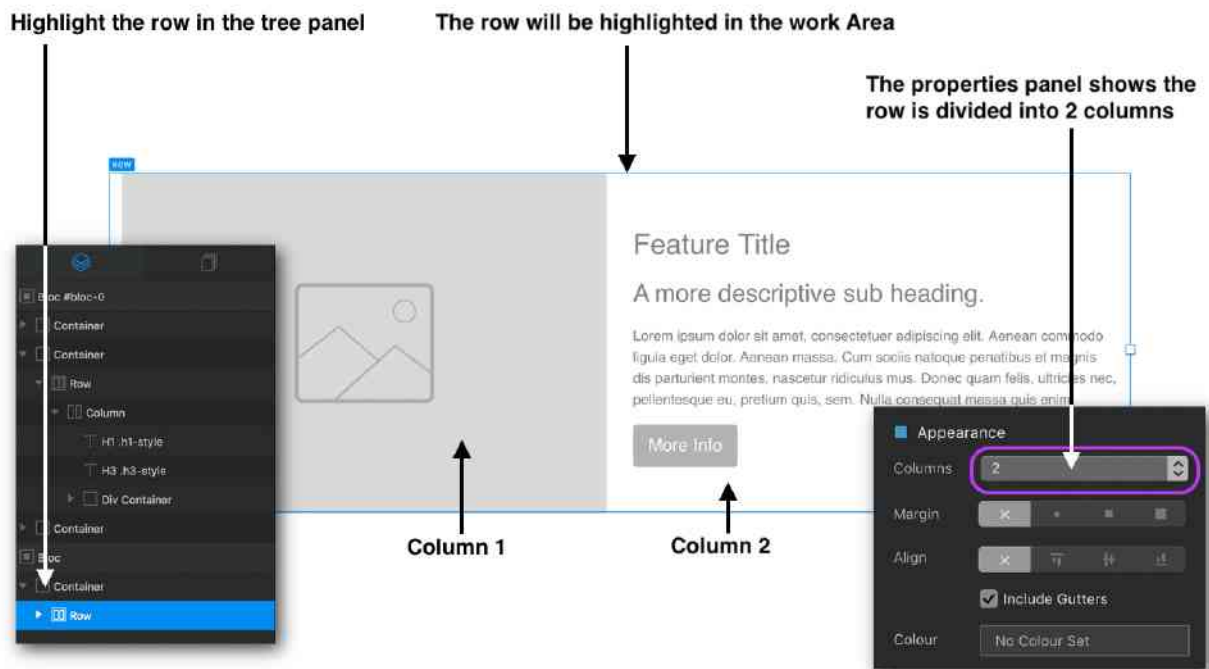 Highlight the row in the tree panel
The row will be highlighted in the work Area
The properties panel shows the
row is divided into 2 columns
Row
Feature Title
A more descriptive sub heading.
Lorem ipsum dolor sit amet, consectetuer adipiscing elit. Aenean commodo
ligula eget dolor. Aenean massa. Cum sociis natoque penatibus et magnis
dis parturient montes, nascetur ridiculus mus. Donec quam felis, ultricies nec,
pellentesque eu, pretium quis, sem. Nulla consequat massa quis enim
More Info
Bloc #bloc-0
Container
Container
Row
Column
H1 .h1-style
H3 .h3-style
Div Container
Container
Bloc
Container
Row
Column 1
Column 2
Appearance
Columns 2
Margin
Align
Include Gutters
Colour No Colour Set